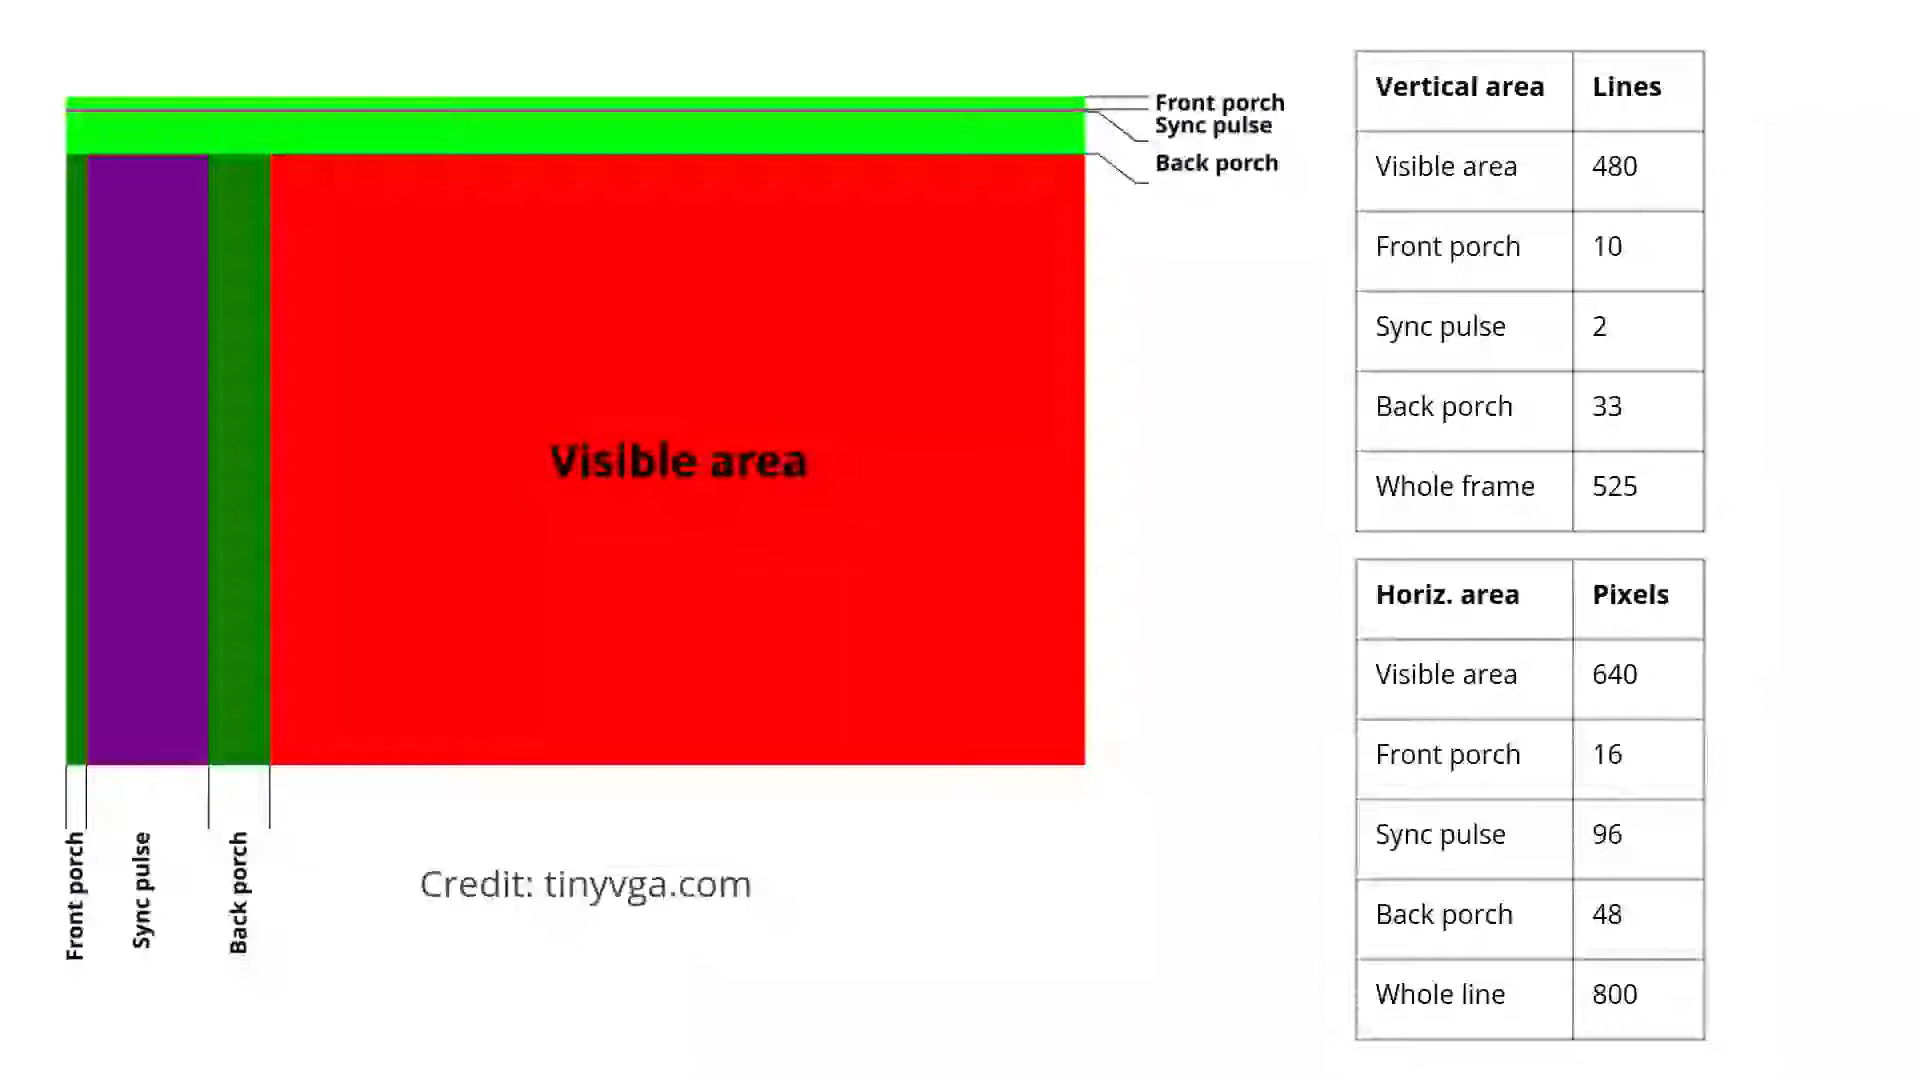 Front porch
Sync pulse
Back porch
Visible area
Front porch
Sync pulse
Back porch
Credit: tinyvga.com
Vertical area Lines
Visible area 480
Front porch 10
Sync pulse 2
Back porch 33
Whole frame 525
Horiz. area Pixels
Visible area 640
Front porch 16
Sync pulse 96
Back porch 48
Whole line 800